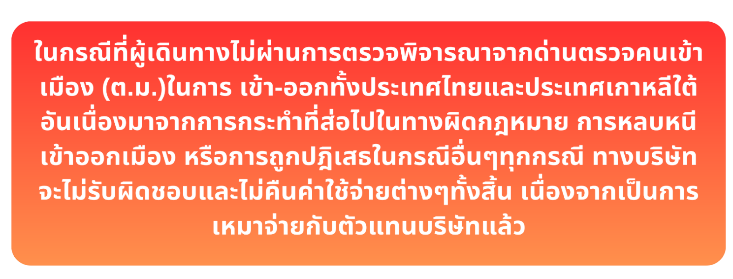 ในกรณีที่ผู้เดินทางไม่ผ่านการตรวจพิจารณาจากด่านตรวจคนเข้า
เมือง (ต.ม.)ในการ เข้า-ออกทั้งประเทศไทยและประเทศเกาหลีใต้
อันเนื่องมาจากการกระทำที่ส่อไปในทางผิดกฎหมาย การหลบหนี
เข้าออกเมือง หรือการถูกปฎิเสธในกรณีอื่นๆทุกกรณี ทางบริษัท
จะไม่รับผิดชอบและไม่คืนค่าใช้จ่ายต่างๆทั้งสิ้น เนื่องจากเป็นการ
เหมาจ่ายกับตัวแทนบริษัทแล้ว